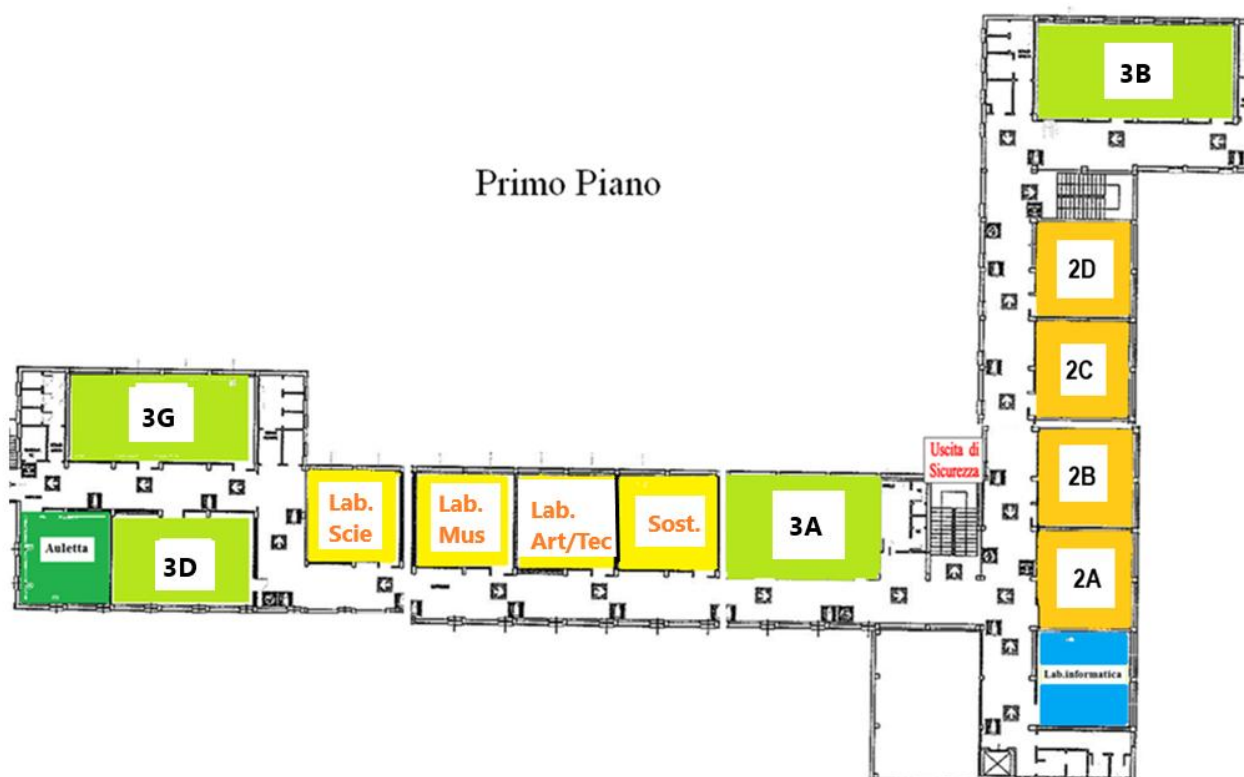 3B
Primo Piano
2D
2C
3G
Uscita di
Sicurezza
2B
Lab.
Scie
Lab.
Mus
Lab.
Art/Tec
Sost.
3A
Auletta
3D
2A
Lab.informatica